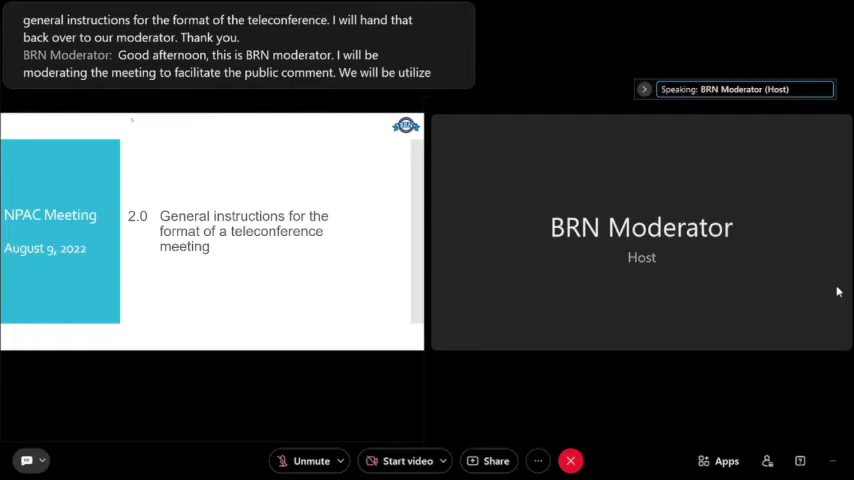 general instructions for the format of the teleconference. I will hand that
back over to our moderator. Thank you.
BRN Moderator: Good afternoon, this is BRN moderator. I will be
moderating the meeting to facilitate the public comment. We will be utilize
Speaking: BRN Moderator (Host)
BRN
NPAC Meeting
August 9, 2022
2.0 General instructions for the
format of a teleconference
meeting
BRN Moderator
Host
Unmute
Start video
Share
Apps